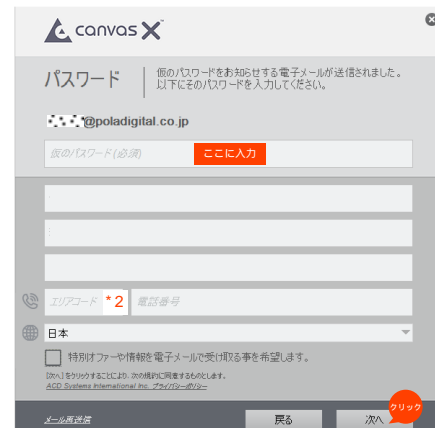 canvas X
パスワード
仮のパスワードをお知らせする電子メールが送信されました。
以下にそのパスワードを入力してください。
@poladigital.co.jp
仮のパスワード(必須)
ここに入力
エリアコード
*2
電話番号
日本
特別オファーや情報を電子メールで受け取る事を希望します。
[次へ]をクリックすることにより、次の規約に同意するものとします。
ACD Systems International Inc. プライバシーポリシー
クリック
メール再送信
戻る
次へ